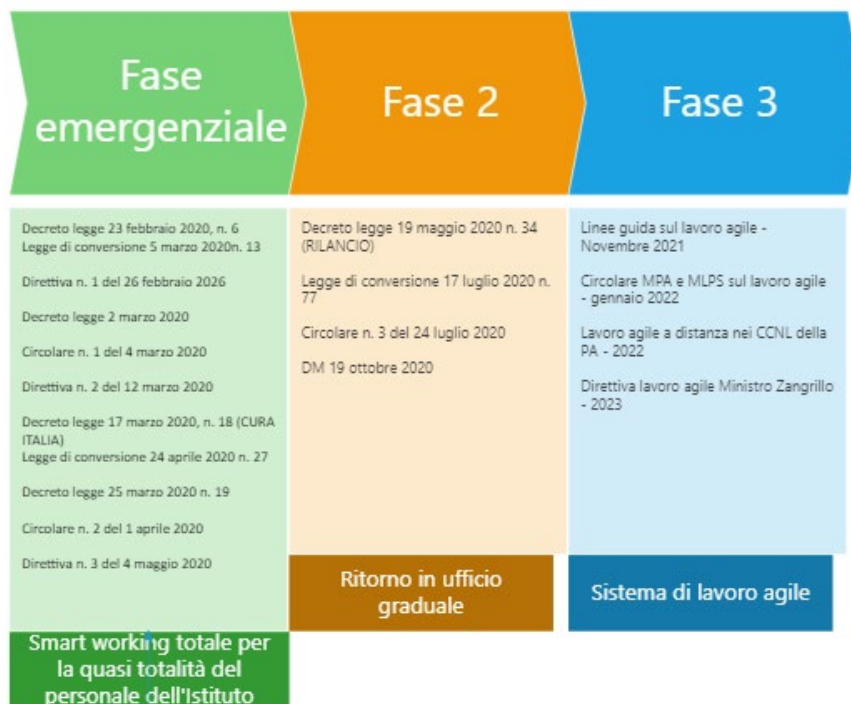 Fase
emergenziale
Decreto legge 23 febbraio 2020, n. 6
Legge di conversione 5 marzo 2020n. 13
Direttiva n. 1 del 26 febbraio 2026
Decreto legge 2 marzo 2020
Circolare n. 1 del 4 marzo 2020
Direttiva n. 2 del 12 marzo 2020
Decreto legge 17 marzo 2020, n. 18 (CURA
ITALIA)
Legge di conversione 24 aprile 2020 n. 27
Decreto legge 25 marzo 2020 n. 19
Circolare n. 2 del 1 aprile 2020
Direttiva n. 3 del 4 maggio 2020
Smart working totale per
la quasi totalità del
personale dell'Istituto
Fase 2
Decreto legge 19 maggio 2020 n. 34
(RILANCIO)
Legge di conversione 17 luglio 2020 n.
77
Circolare n. 3 del 24 luglio 2020
DM 19 ottobre 2020
Ritorno in ufficio
graduale
Fase 3
Linee guida sul lavoro agile -
Novembre 2021
Circolare MPA e MLPS sul lavoro agile
- gennaio 2022
Lavoro agile a distanza nei CCNL della
PA - 2022
Direttiva lavoro agile Ministro Zangrillo
- 2023
Sistema di lavoro agile